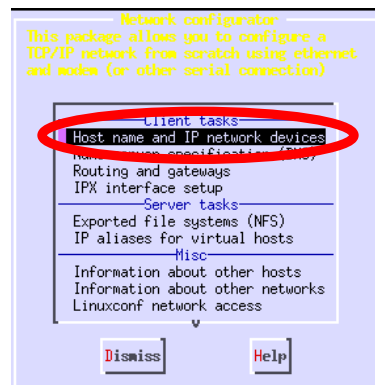 Network configurator
This package allows you to configure a
TCP/IP network from scratch using ethernet
and modem (or other serial connection)
Client tasks
Host name and IP network devices
Name server specification (DNS)
Routing and gateways
IPX interface setup
Server tasks
Exported file systems (NFS)
IP aliases for virtual hosts
Misc
Information about other hosts
Information about other networks
Linuxconf network access
Dismiss Help